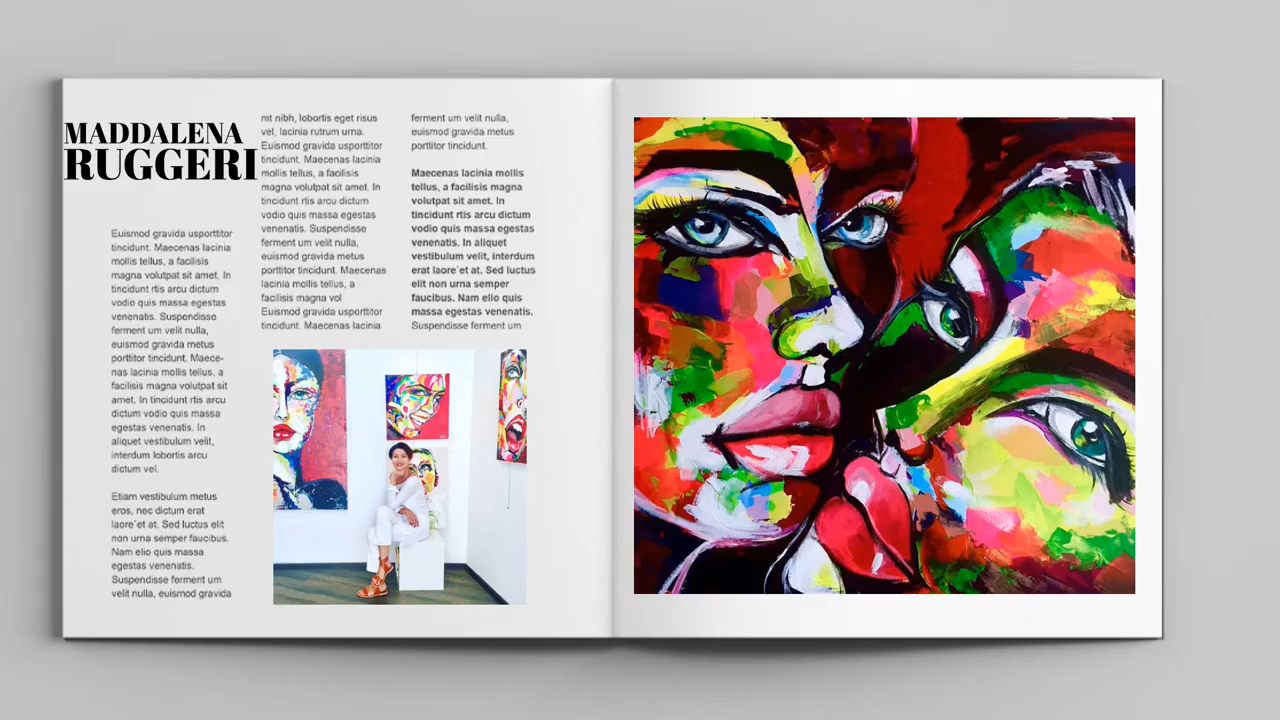 MADDALENA
RUGGERI
Euismod gravida usporttitor
tincidunt. Maecenas lacinia
mollis tellus, a facilisis
magna volutpat sit amet. In
tincidunt rtis arcu dictum
vodio quis massa egestas
venenatis. Suspendisse
ferment um velit nulla,
euismod gravida metus
porttitor tincidunt. Maece-
nas lacinia mollis tellus, a
facilisis magna volutpat sit
amet. In tincidunt rtis arcu
dictum vodio quis massa
egestas venenatis. In
aliquet vestibulum velit,
interdum lobortis arcu
dictum vel.
Etiam vestibulum metus
eros, nec dictum erat
laore`et at. Sed luctus elit
non urna semper faucibus.
Nam elio quis massa
egestas venenatis.
Suspendisse ferment um
velit nulla, euismod gravida
mt nibh, lobortis eget risus
vel, lacinia rutrum urna.
Euismod gravida usporttitor
tincidunt. Maecenas lacinia
mollis tellus, a facilisis
magna volutpat sit amet. In
tincidunt rtis arcu dictum
vodio quis massa egestas
venenatis. Suspendisse
ferment um velit nulla,
euismod gravida metus
porttitor tincidunt. Maecenas
lacinia mollis tellus, a
facilisis magna vol
Euismod gravida usporttitor
tincidunt. Maecenas lacinia
ferment um velit nulla,
euismod gravida metus
porttitor tincidunt.
Maecenas lacinia mollis
tellus, a facilisis magna
volutpat sit amet. In
tincidunt rtis arcu dictum
vodio quis massa egestas
venenatis. In aliquet
vestibulum velit, interdum
erat laore`et at. Sed luctus
elit non urna semper
faucibus. Nam elio quis
massa egestas venenatis.
Suspendisse ferment um